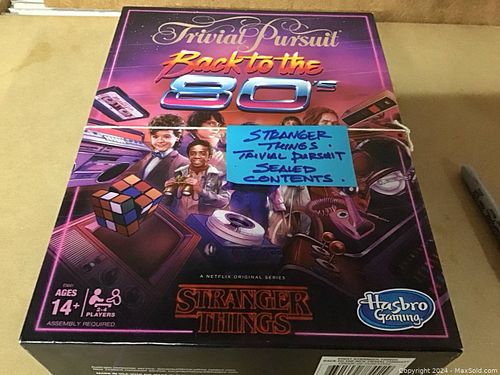 Trivial Pursuit
Back to the
80s
STRANGER
THINGS
TRIVIAL PURSUIT
SEALED
CONTENTS
A NETFLIX ORIGINAL SERIES
STRANGER
THINGS
AGES
14+
2-4
PLAYERS
ASSEMBLY REQUIRED.
Hasbro
Gaming
Copyright 2024 - MaxSold.com